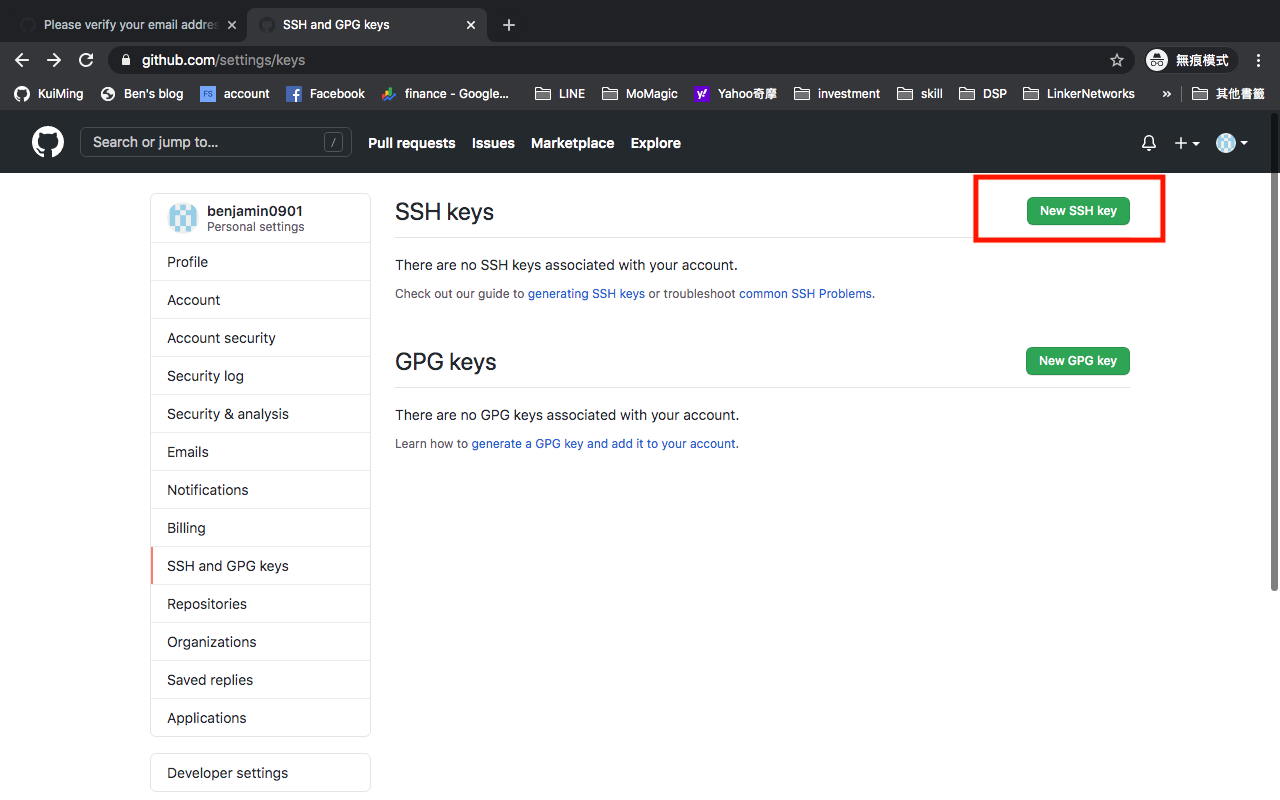 Please verify your email addres
SSH and GPG keys
github.com/settings/keys
無痕模式
KuiMing
Ben's blog
FS
account
Facebook
finance - Google...
LINE
MoMagic
y!
Yahoo奇摩
investment
skill
DSP
LinkerNetworks
»
其他書籤
Search or jump to...
/
Pull requests
Issues
Marketplace
Explore
benjamin0901
Personal settings
Profile
Account
Account security
Security log
Security & analysis
Emails
Notifications
Billing
SSH and GPG keys
Repositories
Organizations
Saved replies
Applications
Developer settings
SSH keys
New SSH key
There are no SSH keys associated with your account.
Check out our guide to generating SSH keys or troubleshoot common SSH Problems.
GPG keys
New GPG key
There are no GPG keys associated with your account.
Learn how to generate a GPG key and add it to your account.